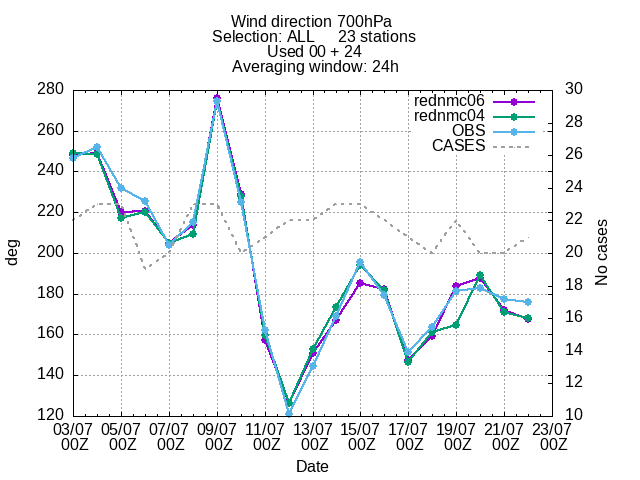 Wind direction 700hPa
Selection: ALL 23 stations
Used 00 + 24
Averaging window: 24h
280 30
rednmc06
rednmc04
OBS
CASES
28
260
26
240
24
220
22
deg
No cases
200 20
18
180
16
160
14
140
12
120 10
03/07 05/07 07/07 09/07 11/07 13/07 15/07 17/07 19/07 21/07 23/07
00Z 00Z 00Z 00Z 00Z 00Z 00Z 00Z 00Z 00Z 00Z
Date